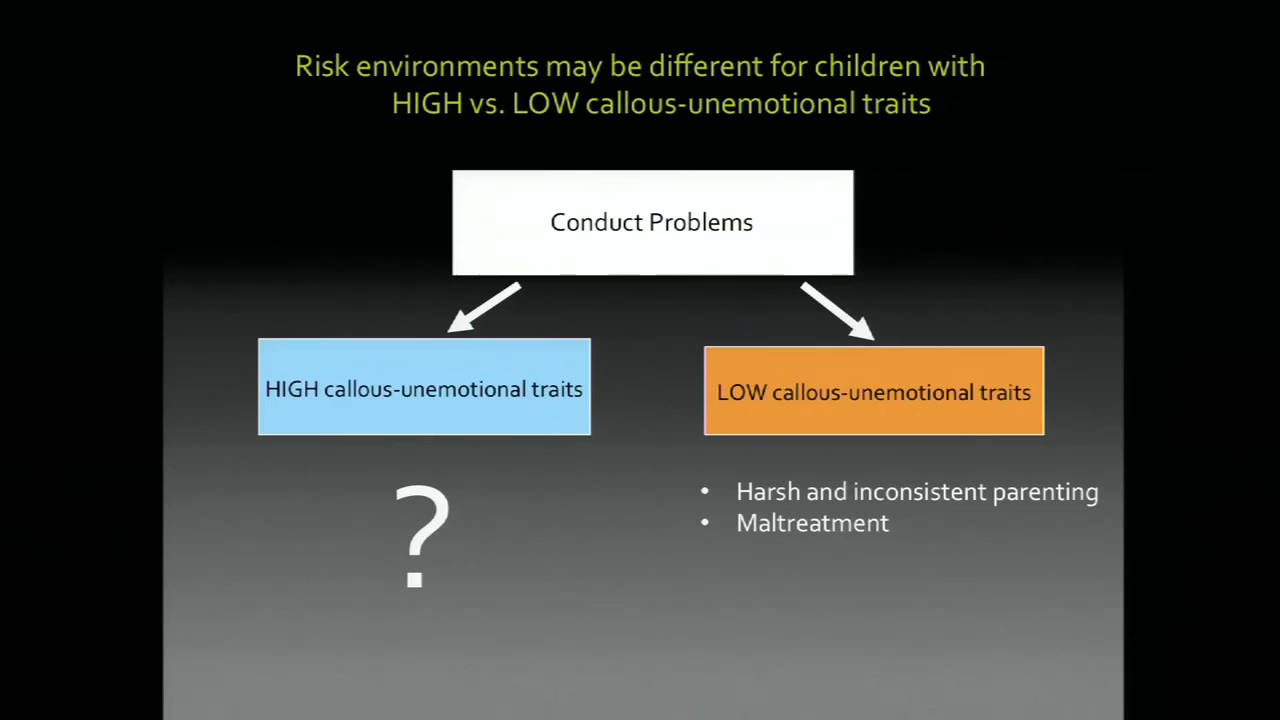 Risk environments may be different for children with
HIGH vs. LOW callous-unemotional traits
Conduct Problems
HIGH callous-unemotional traits
LOW callous-unemotional traits
?
• Harsh and inconsistent parenting
• Maltreatment